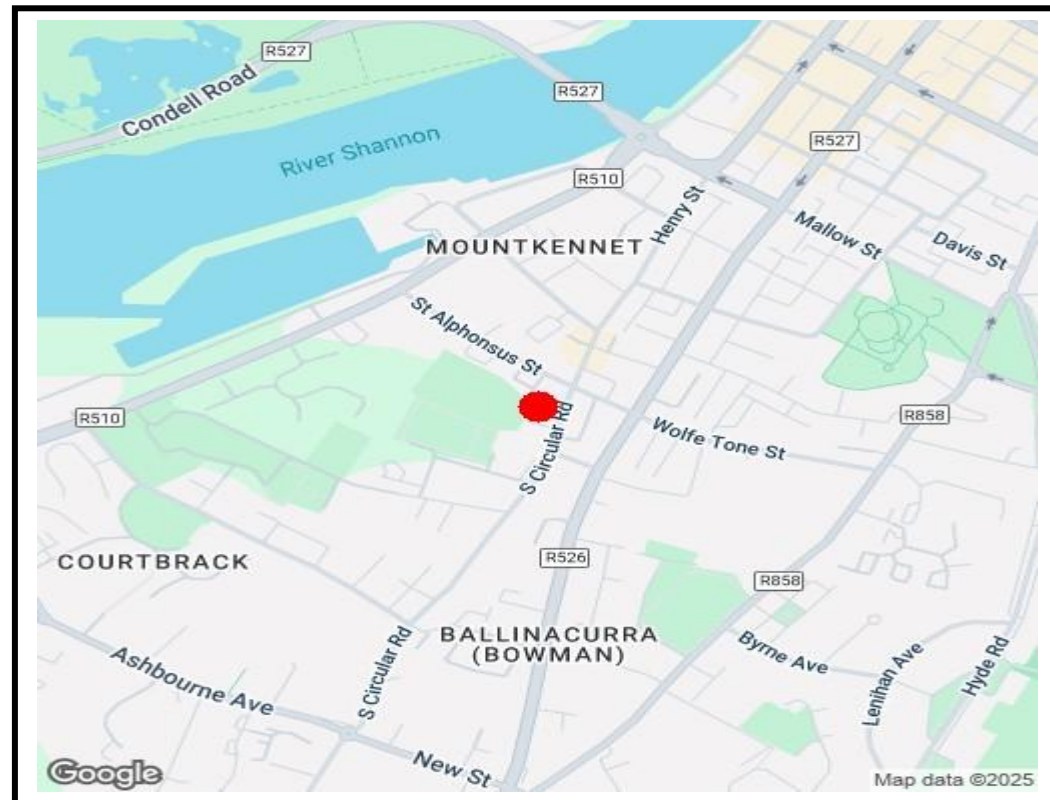 R527
Condell Road
R527
River Shannon
R527
R510
Henry St
Mallow St
Davis St
MOUNTKENNET
St Alphonsus St
R510
S Circular Rd
Wolfe Tone St
R858
COURTBRACK
R526
R858
BALLINACURRA
(BOWMAN)
Byrne Ave
Lenihan Ave
Hyde Rd
S Circular Rd
Ashbourne Ave
New St
Google
Map data ©2025